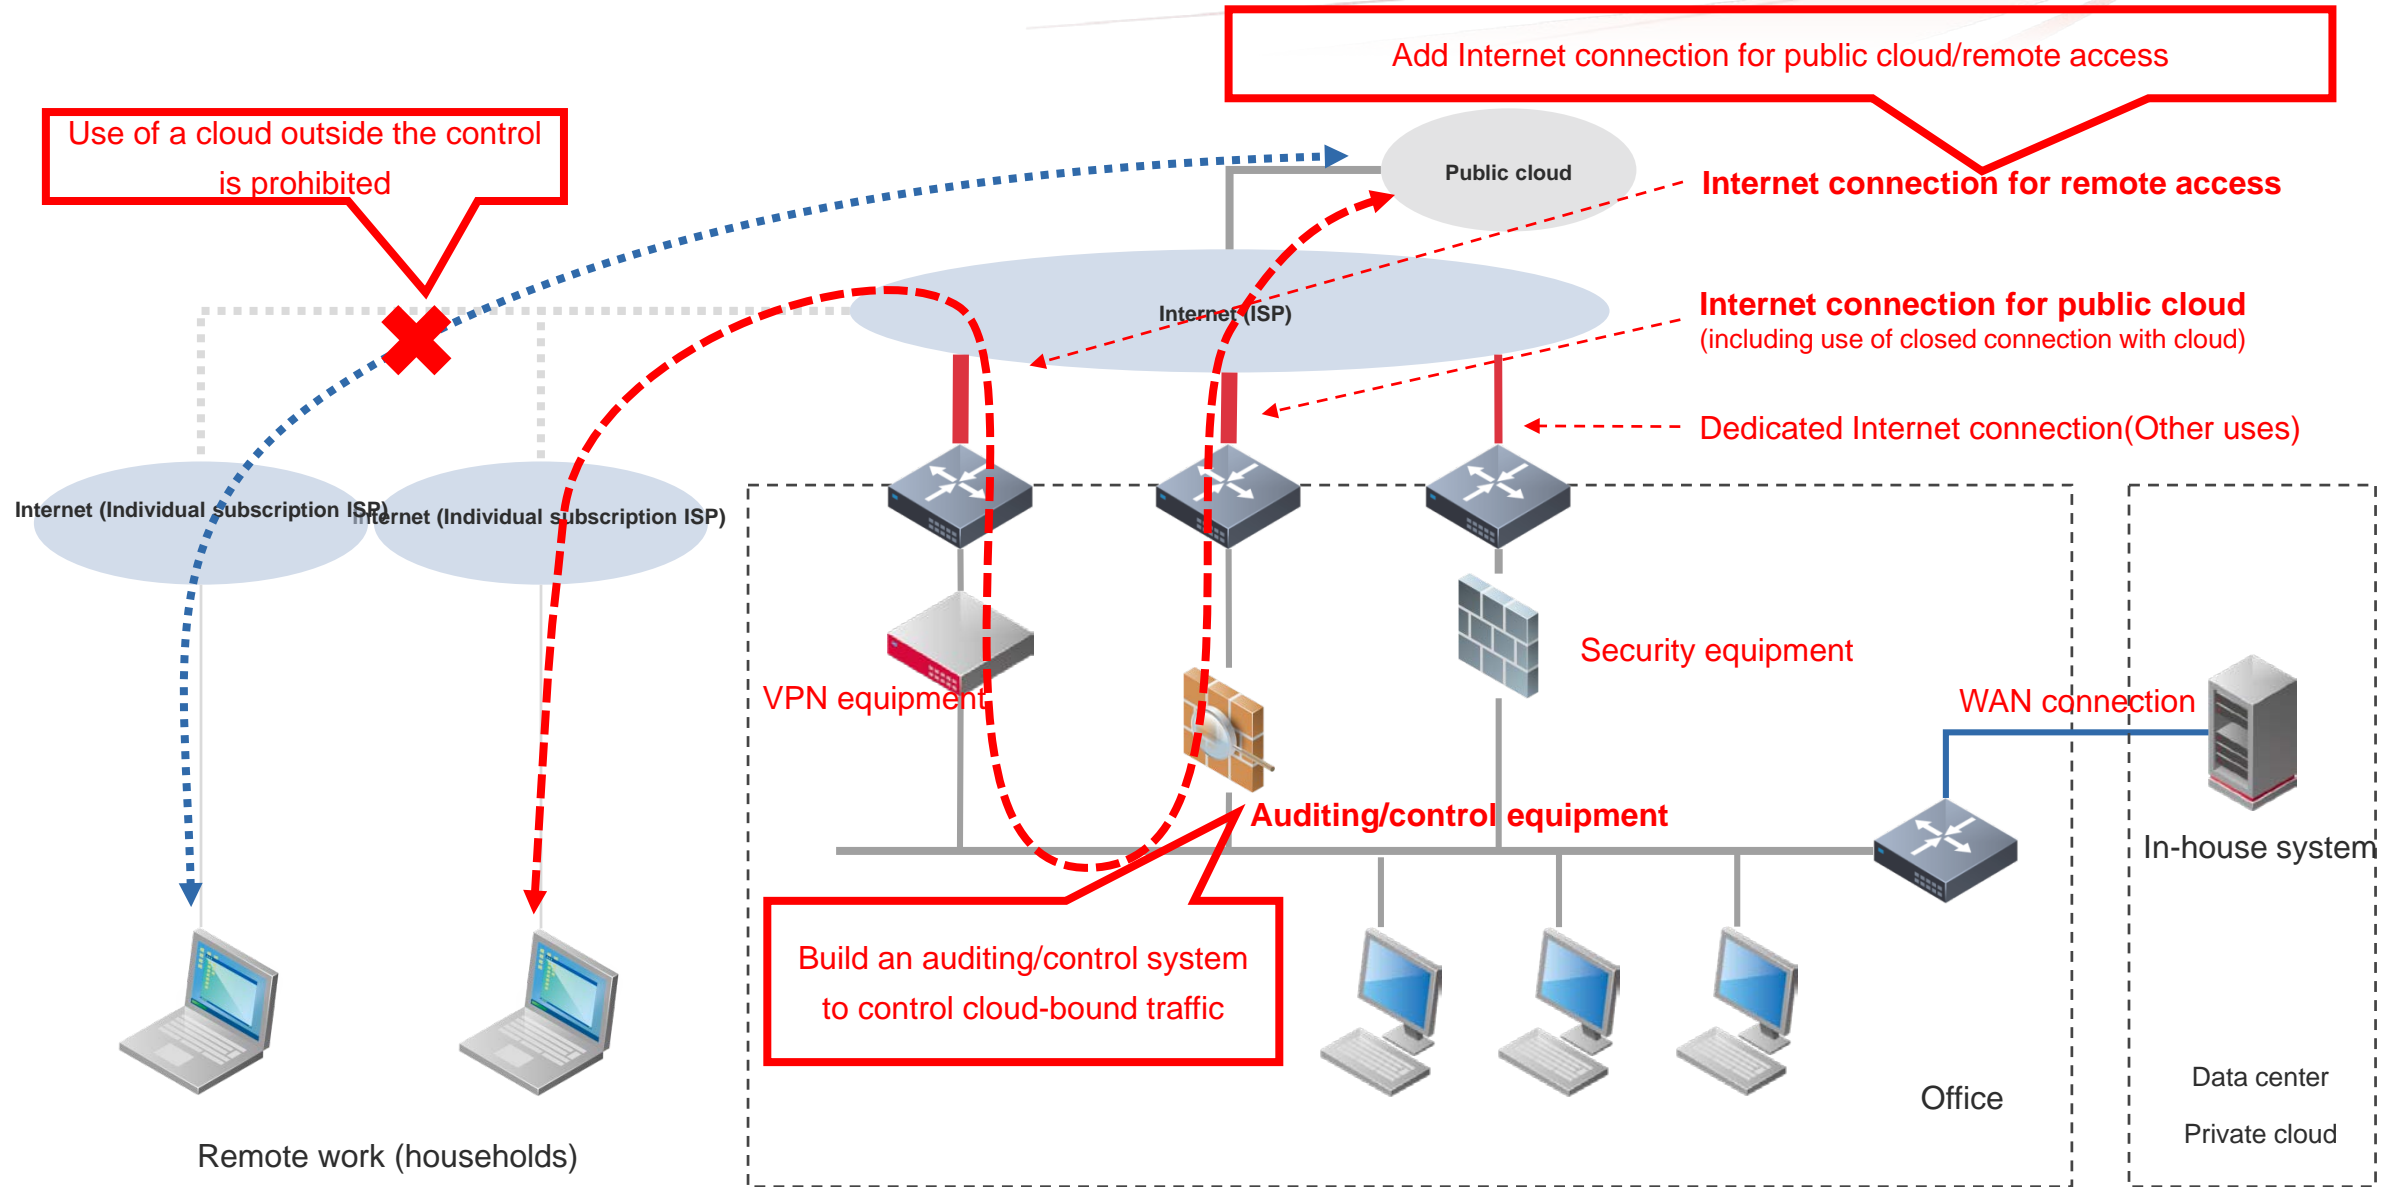 Add Internet connection for public cloud/remote access
Use of a cloud outside the control
is prohibited
Public cloud
Internet connection for remote access
Internet (ISP)
Internet connection for public cloud
(including use of closed connection with cloud)
Dedicated Internet connection(Other uses)
Internet (Individual subscription ISP)
Internet (Individual subscription ISP)
Security equipment
VPN equipment
WAN connection
Auditing/control equipment
In-house system
Build an auditing/control system
to control cloud-bound traffic
Office
Data center
Private cloud
Remote work (households)